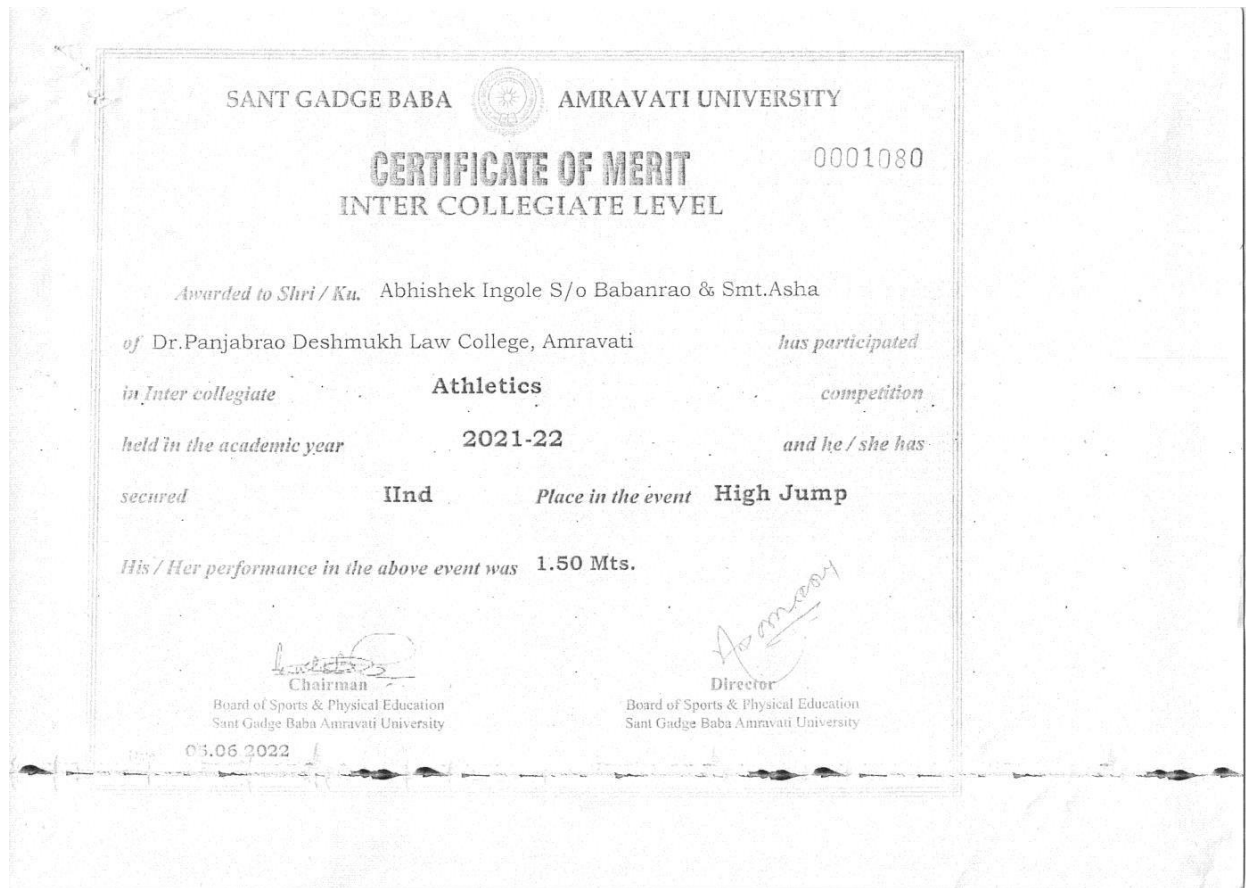 SANT GADGE BABA AMRAVATI UNIVERSITY
CERTIFICATE OF MERIT
0001080
INTER COLLEGIATE LEVEL
Awarded to Shri / Ku. Abhishek Ingole S/o Babanrao & Smt.Asha
of Dr.Panjabrao Deshmukh Law College, Amravati has participated
in Inter collegiate Athletics competition
held in the academic year 2021-22 and he / she has
secured IInd Place in the event High Jump
His / Her performance in the above event was 1.50 Mts.
Chairman
Board of Sports & Physical Education
Sant Gadge Baba Amravati University
Director
Board of Sports & Physical Education
Sant Gadge Baba Amravati University
.06.2022